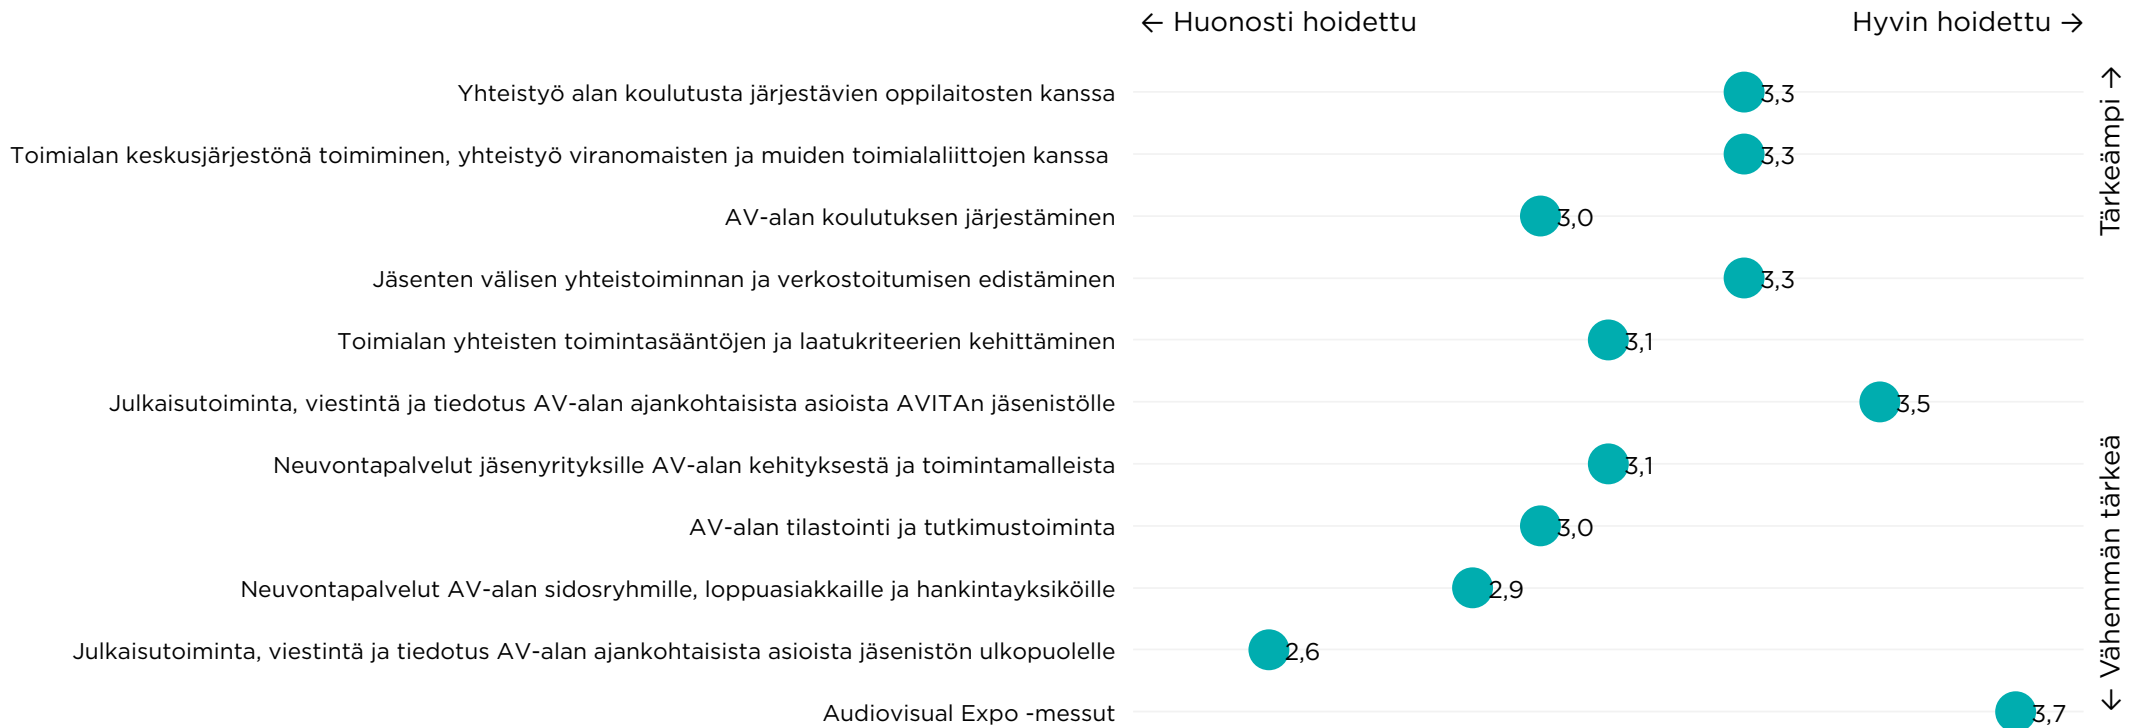 ← Huonosti hoidettu
Hyvin hoidettu →
Yhteistyö alan koulutusta järjestävien oppilaitosten kanssa 3,3
Toimialan keskusjärjestönä toimiminen, yhteistyö viranomaisten ja muiden toimialaliittojen kanssa 3,3
AV-alan koulutuksen järjestäminen 3,0
Jäsenten välisen yhteistoiminnan ja verkostoitumisen edistäminen 3,3
Toimialan yhteisten toimintasääntöjen ja laatukriteerien kehittäminen 3,1
Julkaisutoiminta, viestintä ja tiedotus AV-alan ajankohtaisista asioista AVITAn jäsenistölle 3,5
Neuvontapalvelut jäsenyrityksille AV-alan kehityksestä ja toimintamalleista 3,1
AV-alan tilastointi ja tutkimustoiminta 3,0
Neuvontapalvelut AV-alan sidosryhmille, loppuasiakkaille ja hankintayksiköille 2,9
Julkaisutoiminta, viestintä ja tiedotus AV-alan ajankohtaisista asioista jäsenistön ulkopuolelle 2,6
Audiovisual Expo -messut 3,7
Tärkeämpi →
← Vähemmän tärkeä